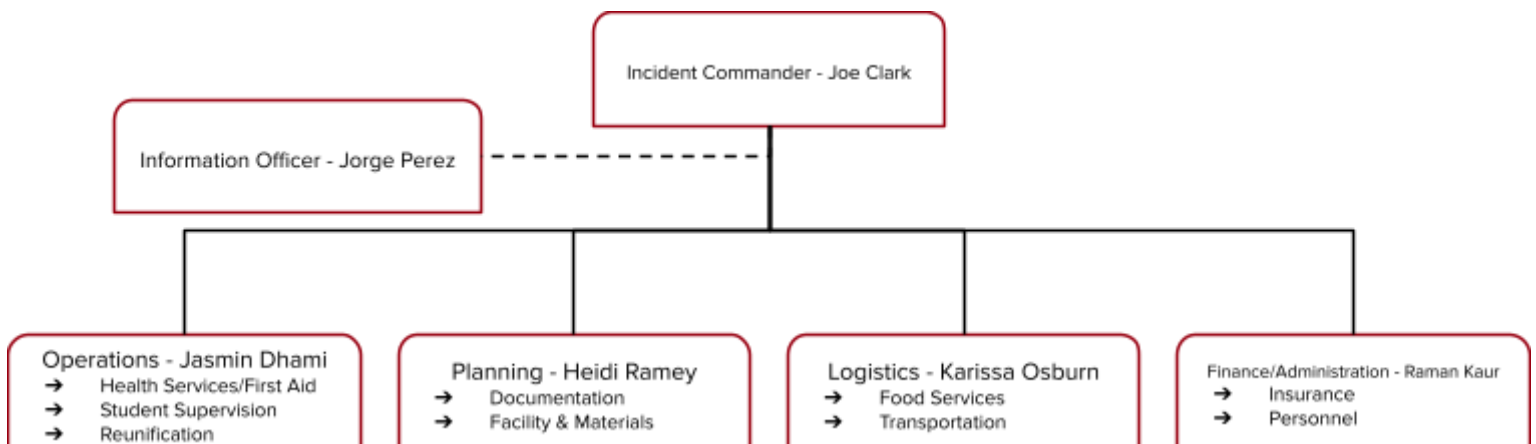 Incident Commander - Joe Clark
Information Officer - Jorge Perez
Operations - Jasmin Dhami
➔ Health Services/First Aid
➔ Student Supervision
➔ Reunification
Planning - Heidi Ramey
➔ Documentation
➔ Facility & Materials
Logistics - Karissa Osburn
➔ Food Services
➔ Transportation
Finance/Administration - Raman Kaur
➔ Insurance
➔ Personnel